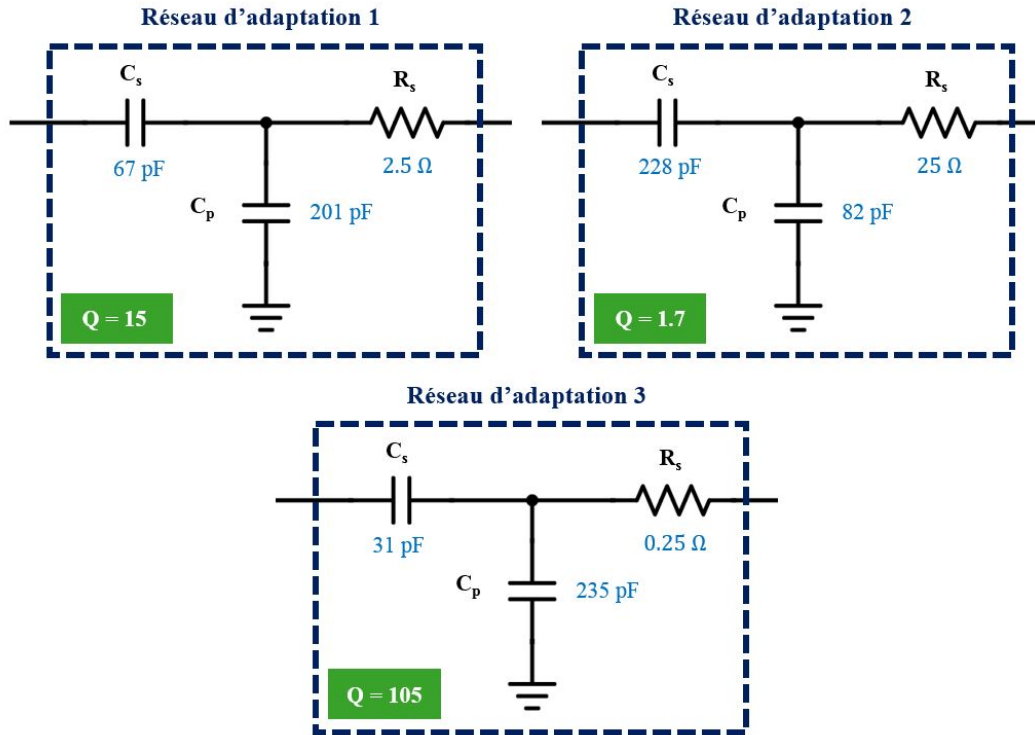 Réseau d'adaptation 1
Cs
Rs
67 pF
2.5 Ω
Cp
201 pF
Q = 15
Réseau d'adaptation 2
Cs
Rs
228 pF
25 Ω
Cp
82 pF
Q = 1.7
Réseau d'adaptation 3
Cs
Rs
31 pF
0.25 Ω
Cp
235 pF
Q = 105